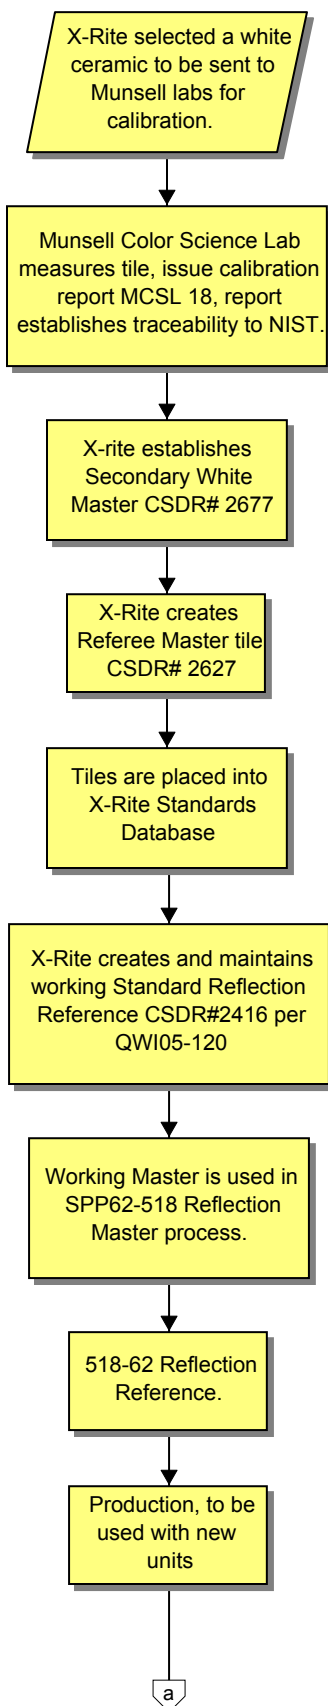 X-Rite selected a white
ceramic to be sent to
Munsell labs for
calibration.
Munsell Color Science Lab
measures tile, issue calibration
report MCSL 18, report
establishes traceability to NIST.
X-rite establishes
Secondary White
Master CSDR# 2677
X-Rite creates
Referee Master tile
CSDR# 2627
Tiles are placed into
X-Rite Standards
Database
X-Rite creates and maintains
working Standard Reflection
Reference CSDR#2416 per
QWI05-120
Working Master is used in
SPP62-518 Reflection
Master process.
518-62 Reflection
Reference.
Production, to be
used with new
units
a